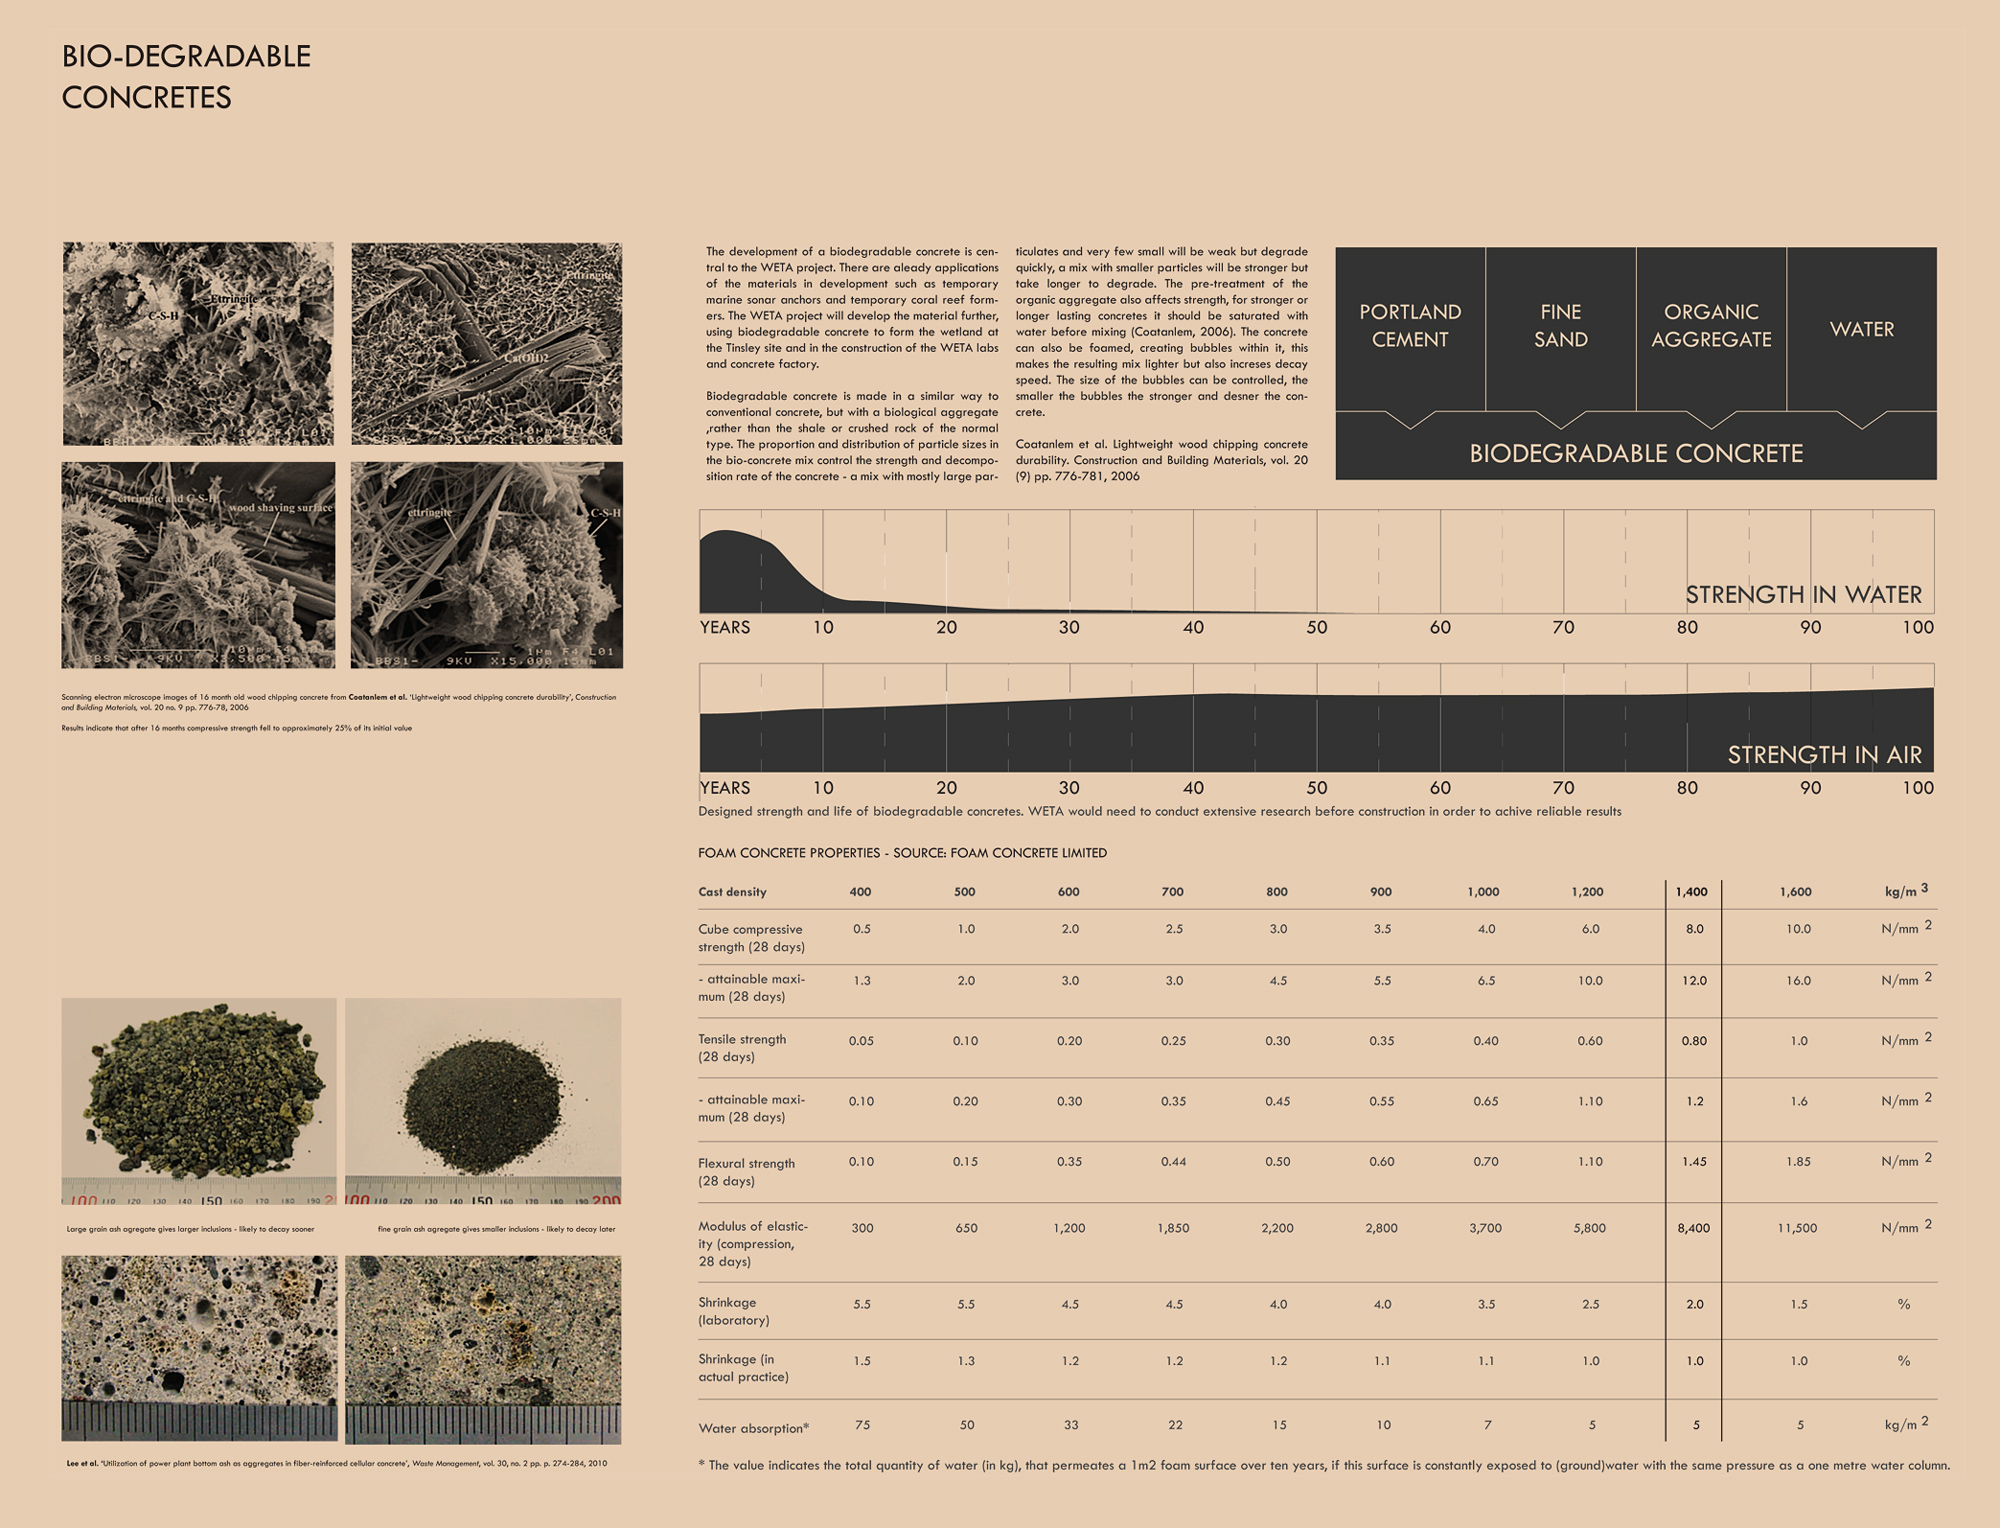 BIO-DEGRADABLE
CONCRETES
Ettringite
C-S-H
Ettringite
Ca(OH)2
ettringite and C-S-H
wood shaving surface
ettringite
C-S-H
Scanning electron microscope images of 16 month old wood chipping concrete from Coatanlem et al. 'Lightweight wood chipping concrete durability', Construction
and Building Materials, vol. 20 no. 9 pp. 776-78, 2006
Results indicate that after 16 months compressive strength fell to approximately 25% of its initial value
Large grain ash agregate gives larger inclusions - likely to decay sooner
fine grain ash agregate gives smaller inclusions - likely to decay later
Lee et al. 'Utilization of power plant bottom ash as aggregates in fiber-reinforced cellular concrete', Waste Management, vol. 30, no. 2 pp. p. 274-284, 2010
The development of a biodegradable concrete is cen-
tral to the WETA project. There are aleady applications
of the materials in development such as temporary
marine sonar anchors and temporary coral reef form-
ers. The WETA project will develop the material further,
using biodegradable concrete to form the wetland at
the Tinsley site and in the construction of the WETA labs
and concrete factory.
Biodegradable concrete is made in a similar way to
conventional concrete, but with a biological aggregate
,rather than the shale or crushed rock of the normal
type. The proportion and distribution of particle sizes in
the bio-concrete mix control the strength and decompo-
sition rate of the concrete - a mix with mostly large par-
ticulates and very few small will be weak but degrade
quickly, a mix with smaller particles will be stronger but
take longer to degrade. The pre-treatment of the
organic aggregate also affects strength, for stronger or
longer lasting concretes it should be saturated with
water before mixing (Coatanlem, 2006). The concrete
can also be foamed, creating bubbles within it, this
makes the resulting mix lighter but also increses decay
speed. The size of the bubbles can be controlled, the
smaller the bubbles the stronger and desner the con-
crete.
Coatanlem et al. Lightweight wood chipping concrete
durability. Construction and Building Materials, vol. 20
(9) pp. 776-781, 2006
PORTLAND
CEMENT
FINE
SAND
ORGANIC
AGGREGATE
WATER
BIODEGRADABLE CONCRETE
STRENGTH IN WATER
YEARS 10 20 30 40 50 60 70 80 90 100
STRENGTH IN AIR
YEARS 10 20 30 40 50 60 70 80 90 100
Designed strength and life of biodegradable concretes. WETA would need to conduct extensive research before construction in order to achive reliable results
FOAM CONCRETE PROPERTIES - SOURCE: FOAM CONCRETE LIMITED
Cast density 400 500 600 700 800 900 1,000 1,200 1,400 1,600 kg/m 3
Cube compressive
strength (28 days) 0.5 1.0 2.0 2.5 3.0 3.5 4.0 6.0 8.0 10.0 N/mm 2
- attainable maxi-
mum (28 days) 1.3 2.0 3.0 3.0 4.5 5.5 6.5 10.0 12.0 16.0 N/mm 2
Tensile strength
(28 days) 0.05 0.10 0.20 0.25 0.30 0.35 0.40 0.60 0.80 1.0 N/mm 2
- attainable maxi-
mum (28 days) 0.10 0.20 0.30 0.35 0.45 0.55 0.65 1.10 1.2 1.6 N/mm 2
Flexural strength
(28 days) 0.10 0.15 0.35 0.44 0.50 0.60 0.70 1.10 1.45 1.85 N/mm 2
Modulus of elastic-
ity (compression,
28 days) 300 650 1,200 1,850 2,200 2,800 3,700 5,800 8,400 11,500 N/mm 2
Shrinkage
(laboratory) 5.5 5.5 4.5 4.5 4.0 4.0 3.5 2.5 2.0 1.5 %
Shrinkage (in
actual practice) 1.5 1.3 1.2 1.2 1.2 1.1 1.1 1.0 1.0 1.0 %
Water absorption* 75 50 33 22 15 10 7 5 5 5 kg/m 2
* The value indicates the total quantity of water (in kg), that permeates a 1m2 foam surface over ten years, if this surface is constantly exposed to (ground)water with the same pressure as a one metre water column.